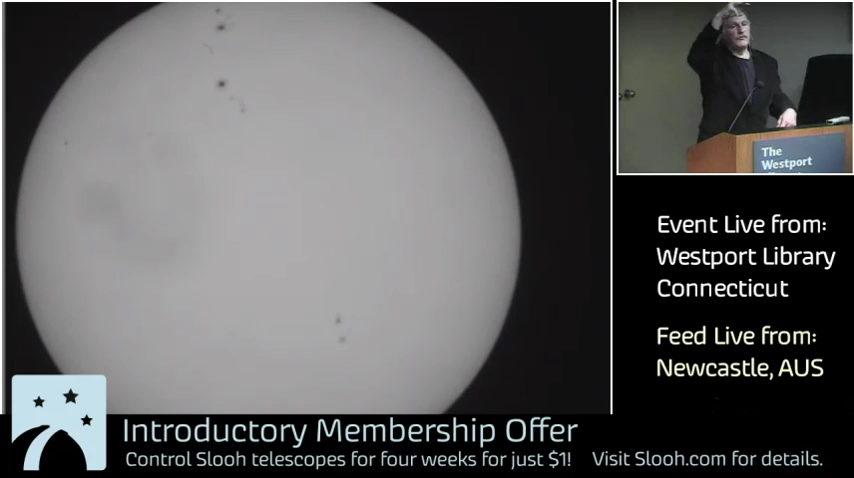 The
Westport
Event Live from:
Westport Library
Connecticut
Feed Live from:
Newcastle, AUS
Introductory Membership Offer
Control Slooh telescopes for four weeks for just $1! Visit Slooh.com for details.